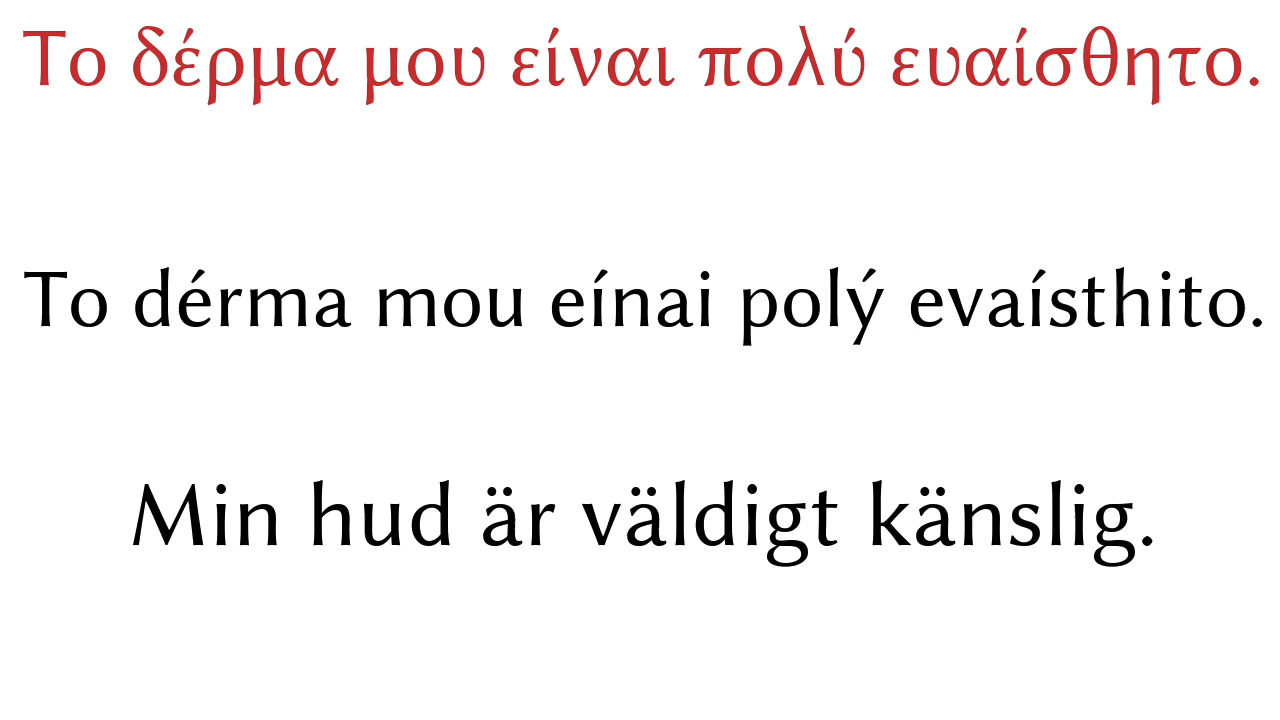 Το δέρμα μου είναι πολύ ευαίσθητο.
To dérma mou eínai polý evaísthito.
Min hud är väldigt känslig.